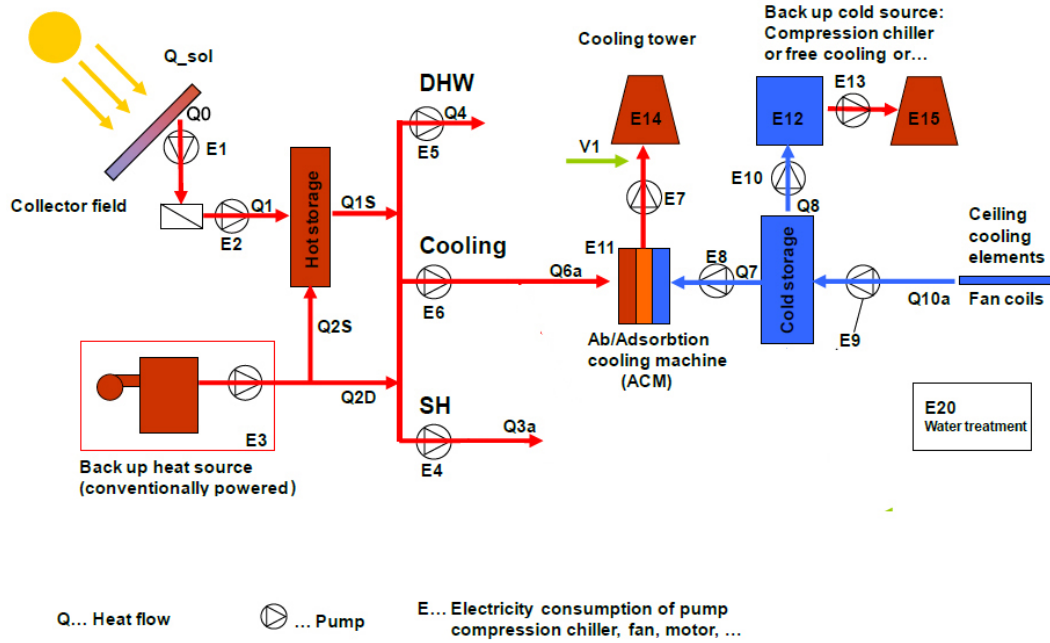 Q_sol
Q0
E1
Collector field
E2
Q1
Hot storage
Q1S
Q2S
Q2D
E3
Back up heat source
(conventionally powered)
DHW
Q4
E5
Cooling
Q6a
E6
SH
Q3a
E4
Cooling tower
E14
V1
E7
E11
Ab/Adsorbtion
cooling machine
(ACM)
E8
Q7
Back up cold source:
Compression chiller
or free cooling or...
E13
E12
E15
E10
Q8
Cold storage
E9
Q10a
Ceiling
cooling
elements
Fan coils
E20
Water treatment
Q... Heat flow
... Pump
E... Electricity consumption of pump
compression chiller, fan, motor, ...